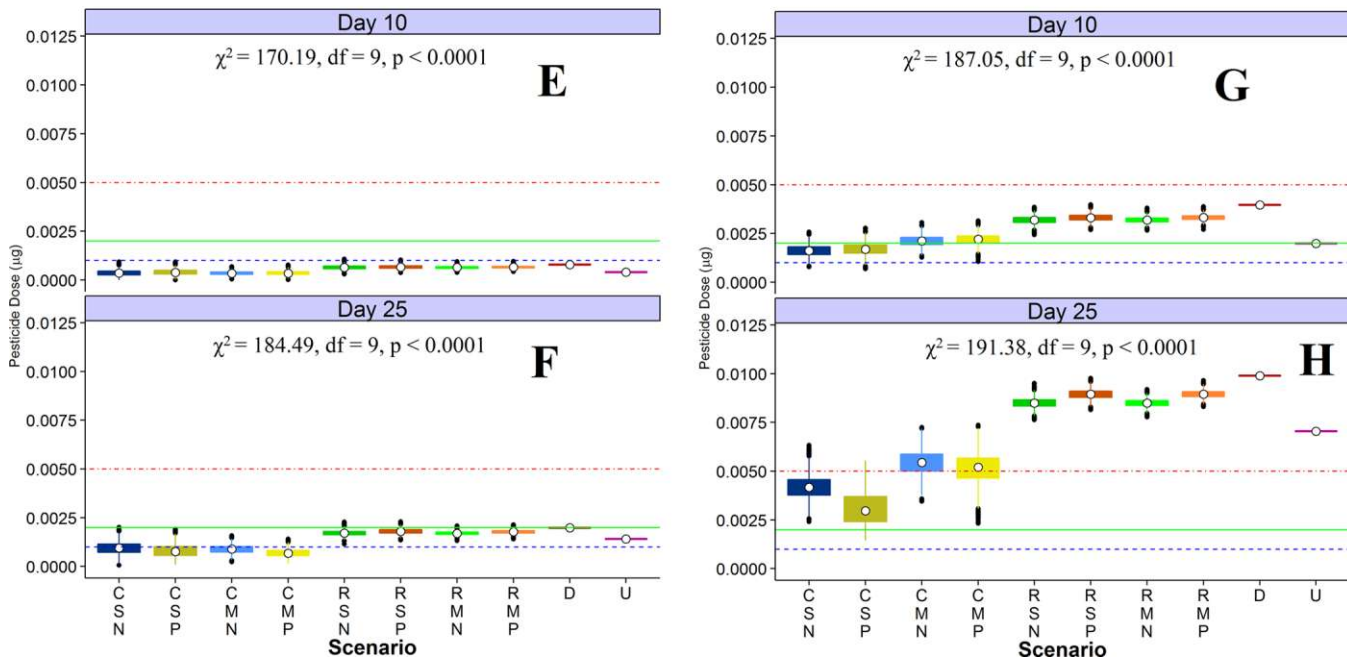 Day 10
χ² = 170.19, df = 9, p < 0.0001
E
0.0125
0.0100
0.0075
0.0050
0.0025
0.0000
Day 25
χ² = 184.49, df = 9, p < 0.0001
F
0.0125
0.0100
0.0075
0.0050
0.0025
0.0000
Pesticide Dose (µg)
C C C C R R R R D U
S S M M S S M M
N P N P N P N P
Scenario
Day 10
χ² = 187.05, df = 9, p < 0.0001
G
0.0125
0.0100
0.0075
0.0050
0.0025
0.0000
Day 25
χ² = 191.38, df = 9, p < 0.0001
H
0.0125
0.0100
0.0075
0.0050
0.0025
0.0000
Pesticide Dose (µg)
C C C C R R R R D U
S S M M S S M M
N P N P N P N P
Scenario